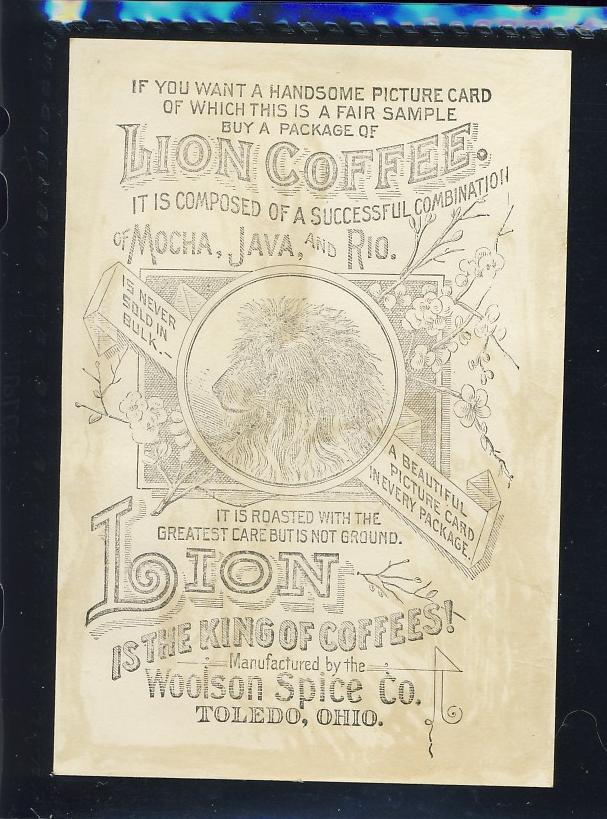 IF YOU WANT A HANDSOME PICTURE CARD
OF WHICH THIS IS A FAIR SAMPLE
BUY A PACKAGE OF
LION COFFEE.
IT IS COMPOSED OF A SUCCESSFUL COMBINATION
OF MOCHA, JAVA, AND RIO.
IS NEVER
SOLD IN
BULK.—
A BEAUTIFUL
PICTURE CARD
IN EVERY PACKAGE.
IT IS ROASTED WITH THE
GREATEST CARE BUT IS NOT GROUND.
LION
IS THE KING OF COFFEES!
Manufactured by the
Woolson Spice Co.
TOLEDO, OHIO.